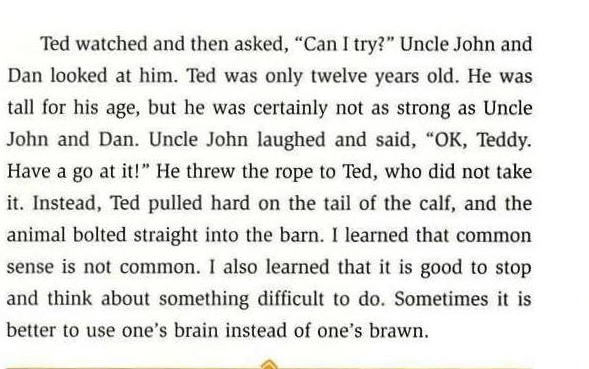 Ted watched and then asked, “Can I try?” Uncle John and
Dan looked at him. Ted was only twelve years old. He was
tall for his age, but he was certainly not as strong as Uncle
John and Dan. Uncle John laughed and said, “OK, Teddy.
Have a go at it!” He threw the rope to Ted, who did not take
it. Instead, Ted pulled hard on the tail of the calf, and the
animal bolted straight into the barn. I learned that common
sense is not common. I also learned that it is good to stop
and think about something difficult to do. Sometimes it is
better to use one’s brain instead of one’s brawn.